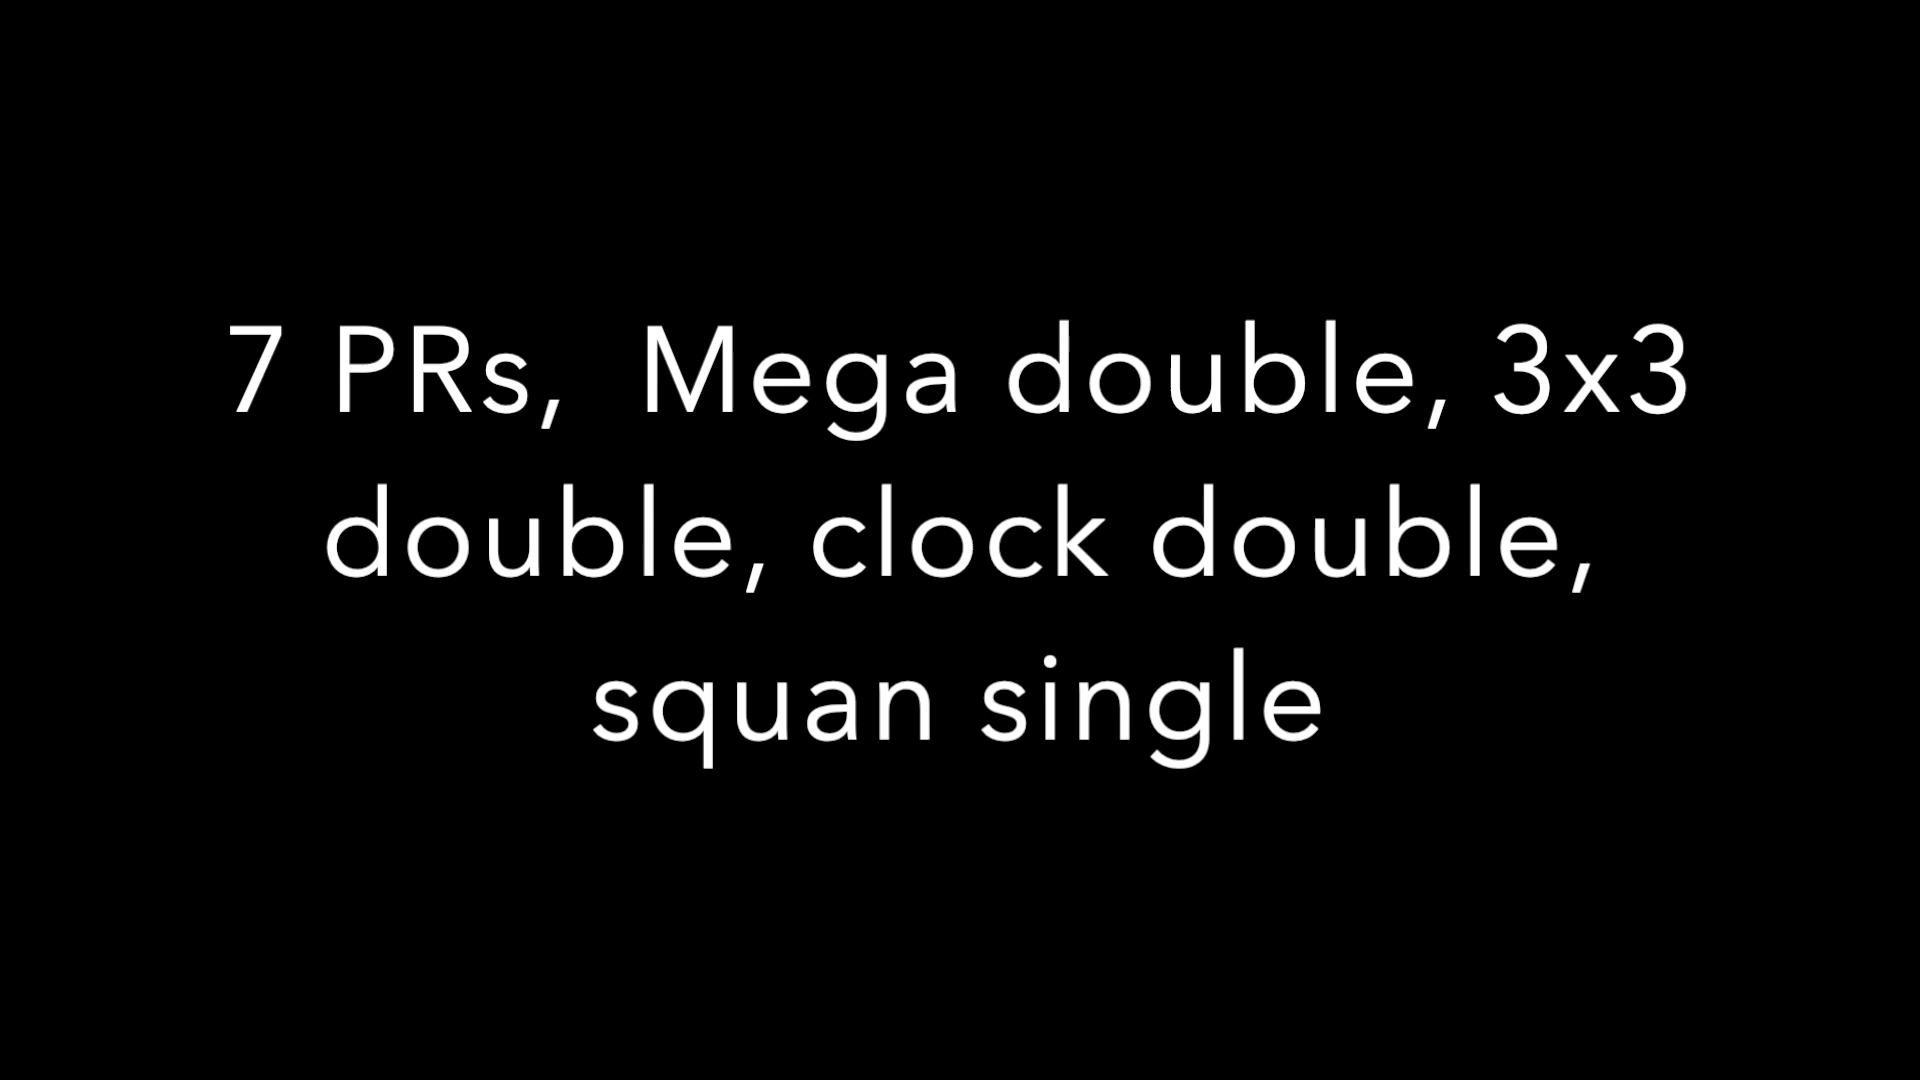 7 PRs,  Mega double, 3x3
double, clock double,
squan single